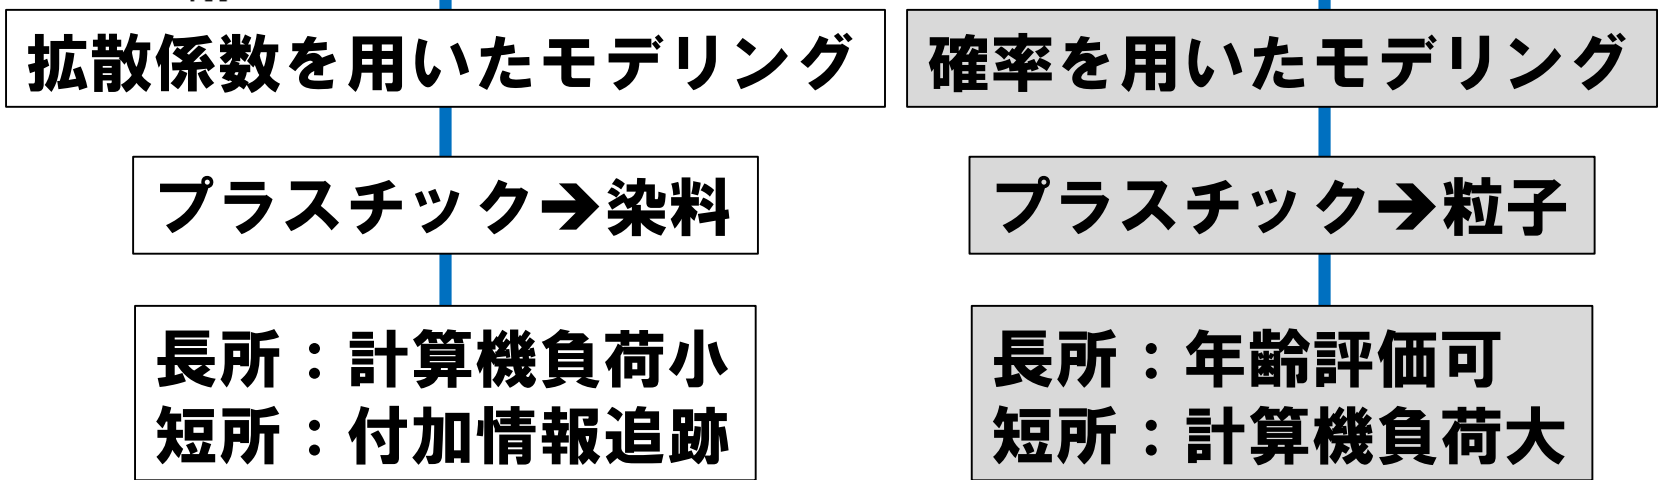 拡散係数を用いたモデリング
確率を用いたモデリング
プラスチック➔染料
プラスチック➔粒子
長所：計算機負荷小
短所：付加情報追跡
長所：年齢評価可
短所：計算機負荷大